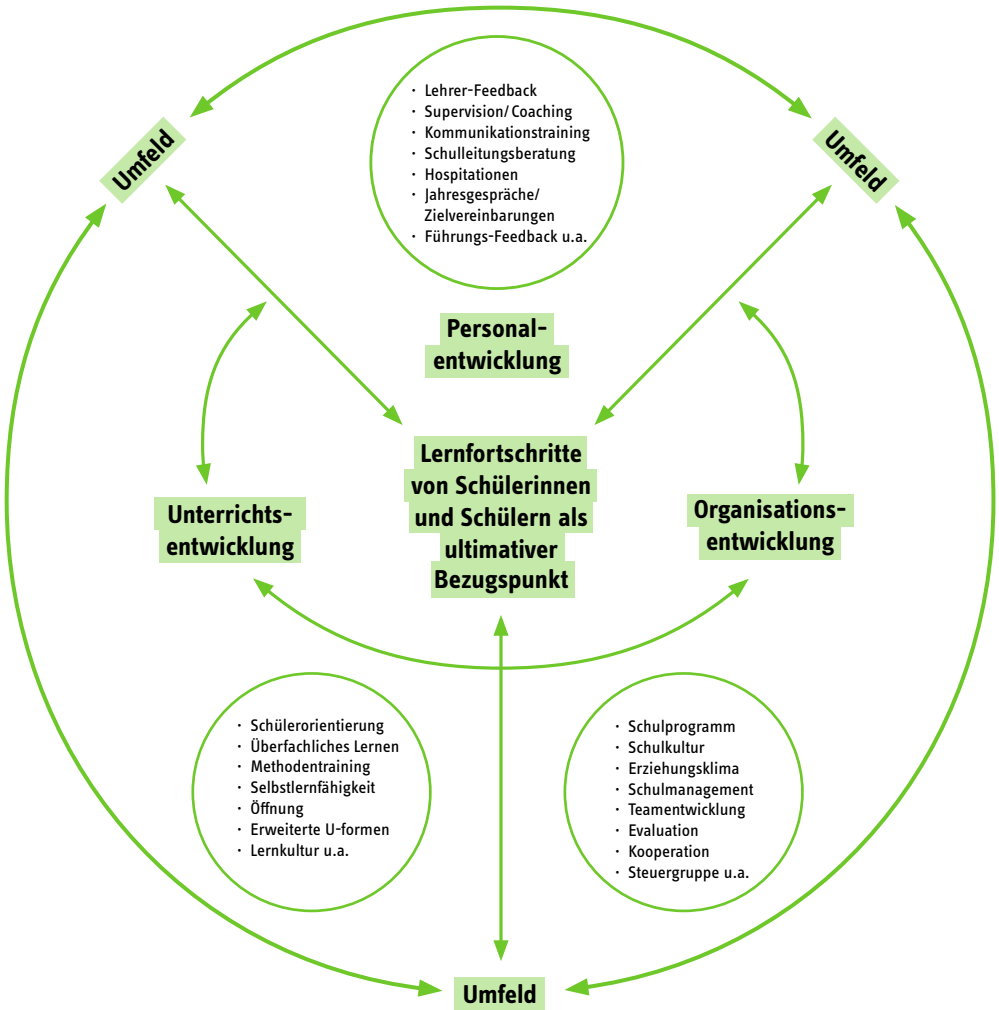 · Lehrer-Feedback
· Supervision/Coaching
· Kommunikationstraining
· Schulleitungsberatung
· Hospitationen
· Jahresgespräche/
Zielvereinbarungen
· Führungs-Feedback u.a.
Umfeld
Umfeld
Personal-
entwicklung
Lernfortschritte
von Schülerinnen
und Schülern als
ultimativer
Bezugspunkt
Unterrichts-
entwicklung
Organisations-
entwicklung
· Schülerorientierung
· Überfachliches Lernen
· Methodentraining
· Selbstlernfähigkeit
· Öffnung
· Erweiterte U-formen
· Lernkultur u.a.
· Schulprogramm
· Schulkultur
· Erziehungsklima
· Schulmanagement
· Teamentwicklung
· Evaluation
· Kooperation
· Steuergruppe u.a.
Umfeld